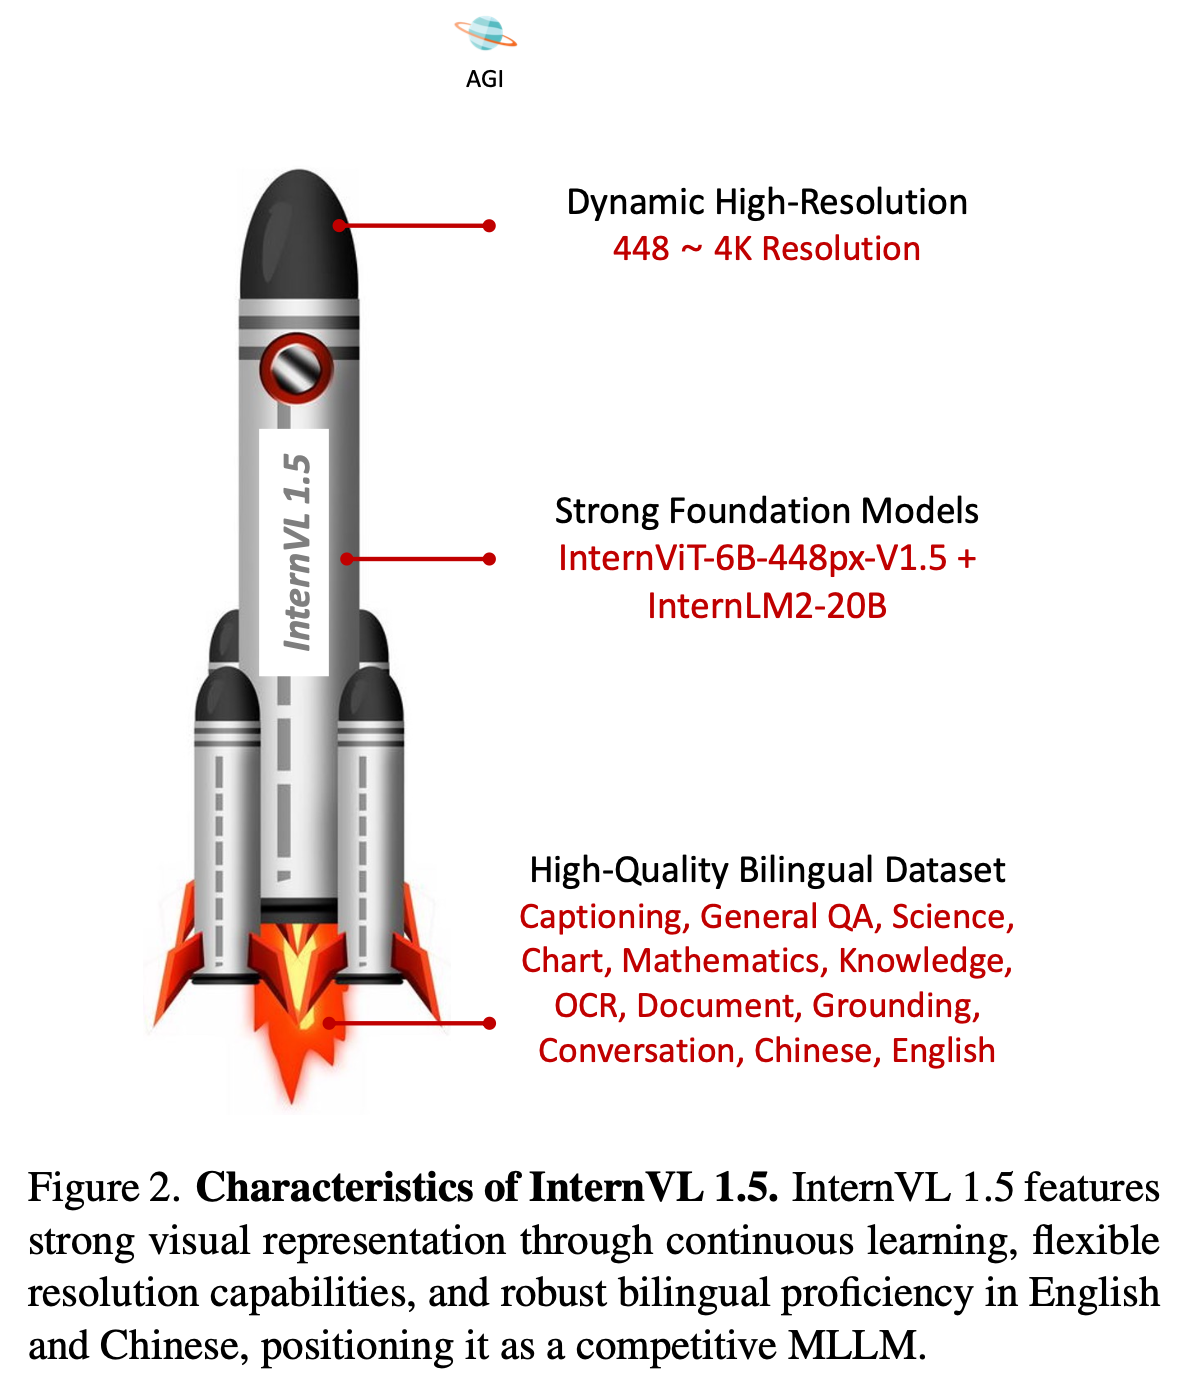 AGI
Dynamic High-Resolution
448 ~ 4K Resolution
InternVL 1.5
Strong Foundation Models
InternViT-6B-448px-V1.5 +
InternLM2-20B
High-Quality Bilingual Dataset
Captioning, General QA, Science,
Chart, Mathematics, Knowledge,
OCR, Document, Grounding,
Conversation, Chinese, English
Figure 2. Characteristics of InternVL 1.5. InternVL 1.5 features
strong visual representation through continuous learning, flexible
resolution capabilities, and robust bilingual proficiency in English
and Chinese, positioning it as a competitive MLLM.